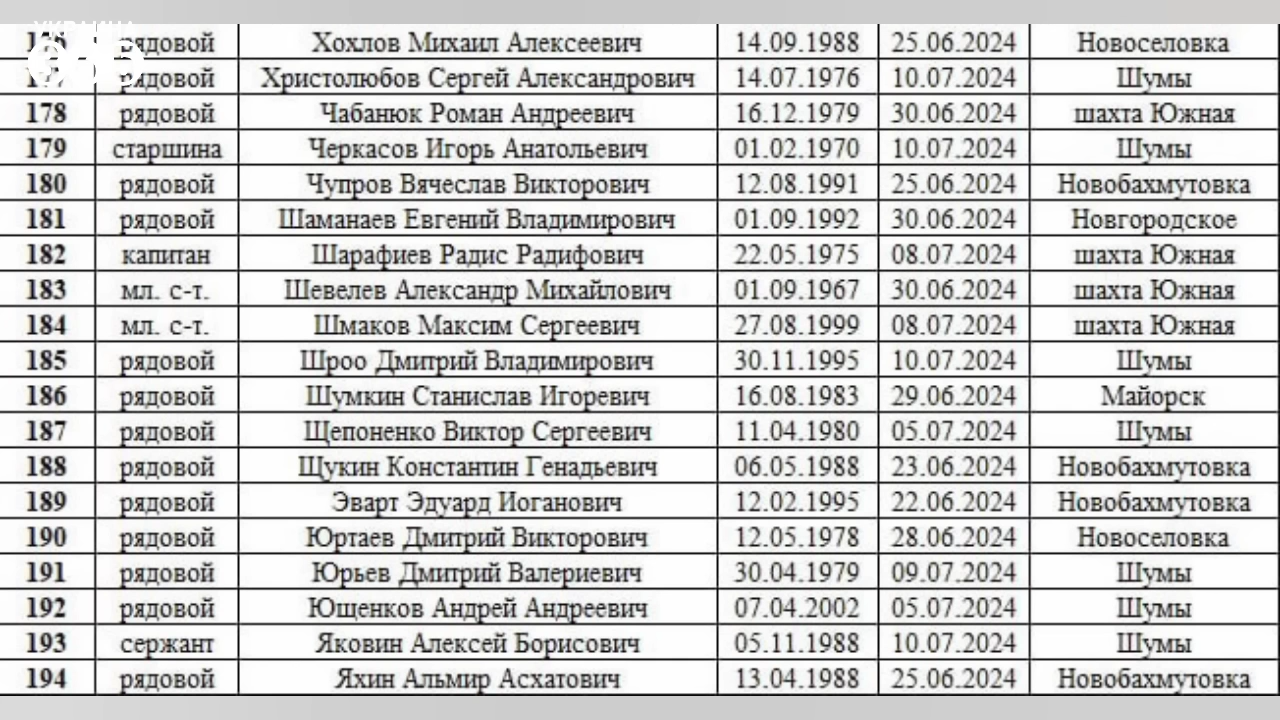 УКРАИНА
рядовой Хохлов Михаил Алексеевич 14.09.1988 25.06.2024 Новоселовка
рядовой Христолюбов Сергей Александрович 14.07.1976 10.07.2024 Шумы
178 рядовой Чабанюк Роман Андреевич 16.12.1979 30.06.2024 шахта Южная
179 старшина Черкасов Игорь Анатольевич 01.02.1970 10.07.2024 Шумы
180 рядовой Чупров Вячеслав Викторович 12.08.1991 25.06.2024 Новобахмутовка
181 рядовой Шаманаев Евгений Владимирович 01.09.1992 30.06.2024 Новгородское
182 капитан Шарафиев Радис Радифович 22.05.1975 08.07.2024 шахта Южная
183 мл. с-т. Шевелев Александр Михайлович 01.09.1967 30.06.2024 шахта Южная
184 мл. с-т. Шмаков Максим Сергеевич 27.08.1999 08.07.2024 шахта Южная
185 рядовой Шроо Дмитрий Владимирович 30.11.1995 10.07.2024 Шумы
186 рядовой Шумкин Станислав Игоревич 16.08.1983 29.06.2024 Майорск
187 рядовой Щепоненко Виктор Сергеевич 11.04.1980 05.07.2024 Шумы
188 рядовой Щукин Константин Генадьевич 06.05.1988 23.06.2024 Новобахмутовка
189 рядовой Эварт Эдуард Иоганович 12.02.1995 22.06.2024 Новобахмутовка
190 рядовой Юртаев Дмитрий Викторович 12.05.1978 28.06.2024 Новоселовка
191 рядовой Юрьев Дмитрий Валериевич 30.04.1979 09.07.2024 Шумы
192 рядовой Ющенков Андрей Андреевич 07.04.2002 05.07.2024 Шумы
193 сержант Яковин Алексей Борисович 05.11.1988 10.07.2024 Шумы
194 рядовой Яхин Альмир Асхатович 13.04.1988 25.06.2024 Новобахмутовка